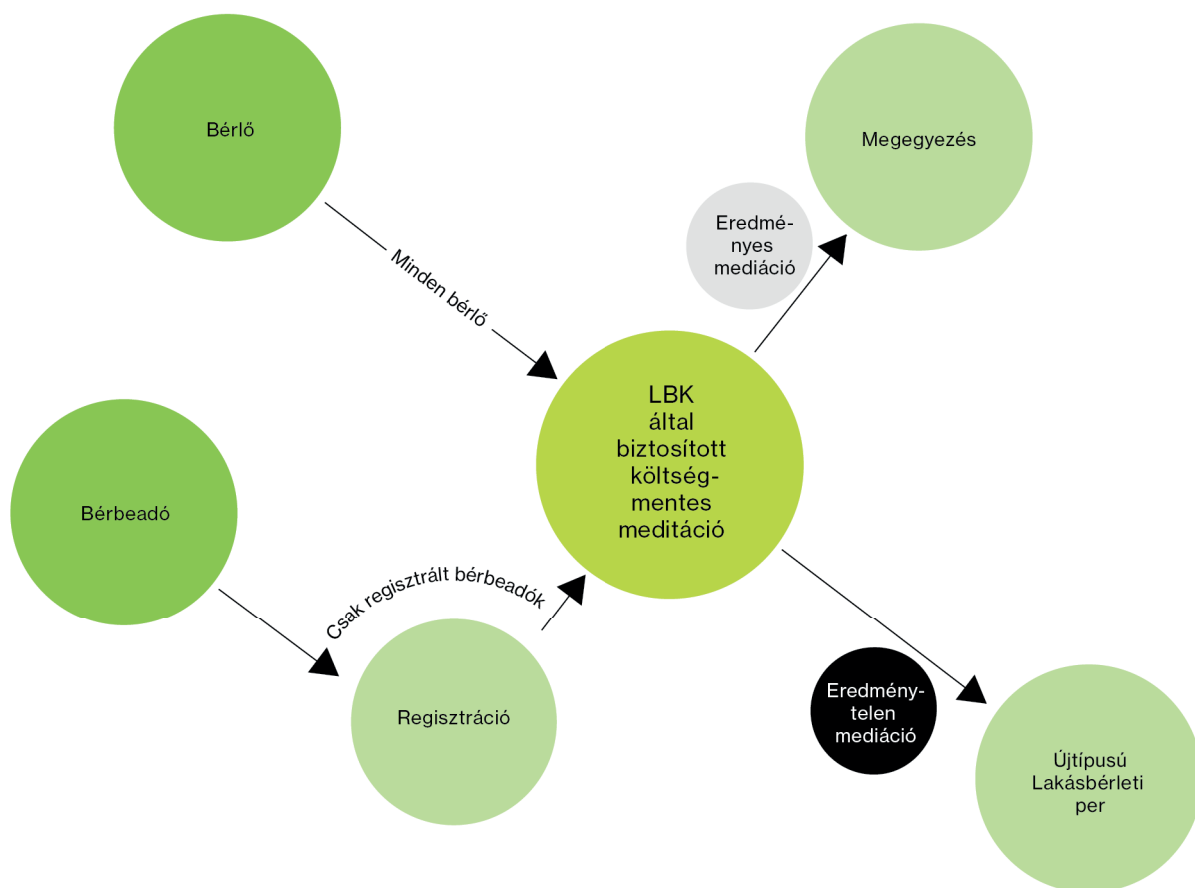 Bérlő
Minden bérlő
Bérbeadó
Csak regisztrált bérbeadók
Regisztráció
LBK
által
biztosított
költség-
mentes
meditáció
Eredmé-
nyes
mediáció
Megegyezés
Eredmény-
telen
mediáció
Újtípusú
Lakásbérleti
per